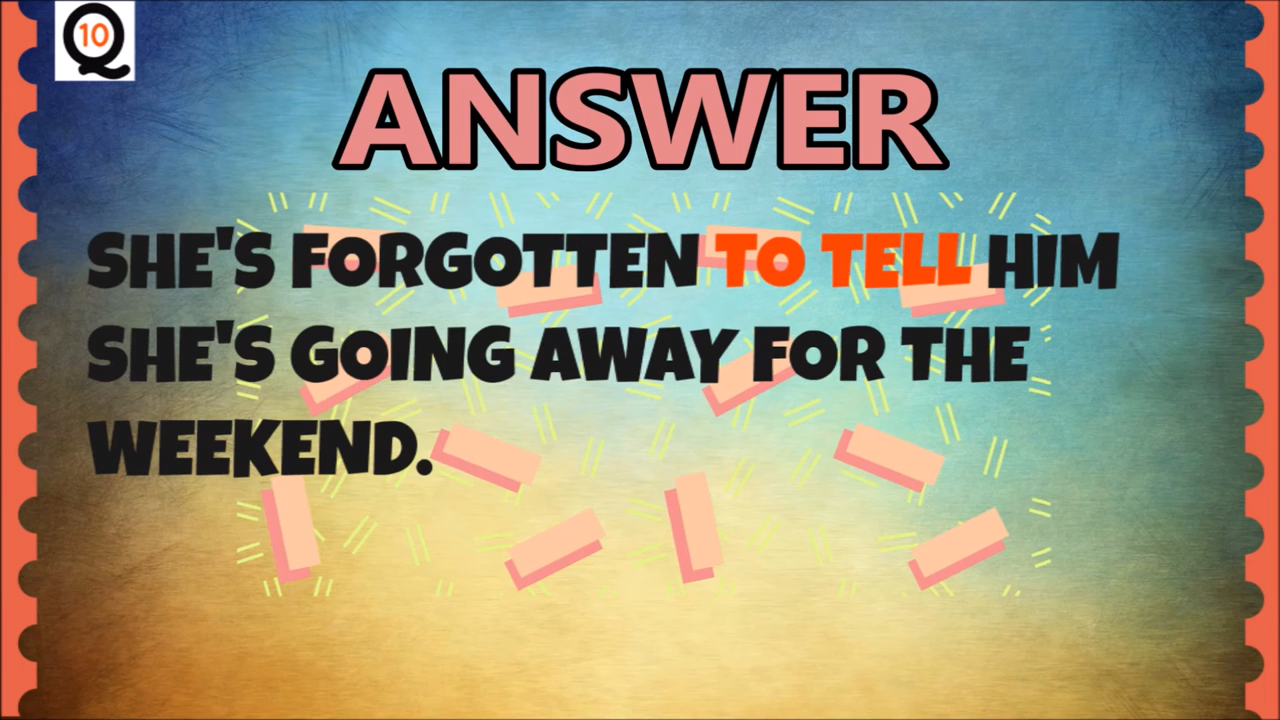 10
ANSWER
SHE'S FORGOTTEN TO TELL HIM
SHE'S GOING AWAY FOR THE
WEEKEND.